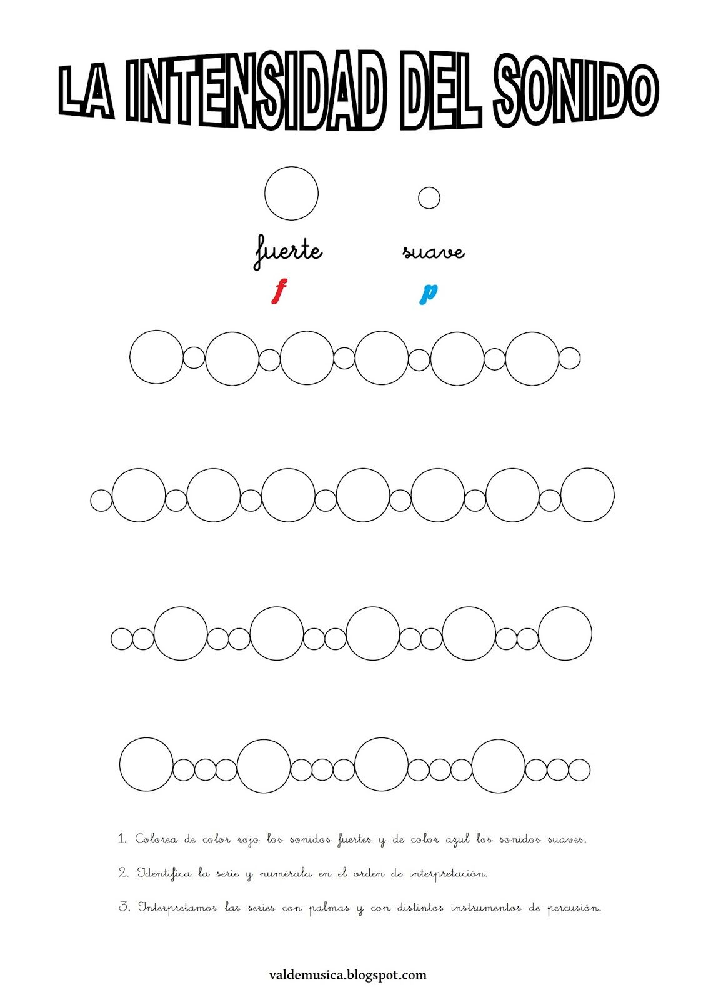 LA INTENSIDAD DEL SONIDO
fuerte suave
f p
1. Colorea de color rojo los sonidos fuertes y de color azul los sonidos suaves.
2. Identifica la serie y numérala en el orden de interpretación.
3. Interpretamos las series con palmas y con distintos instrumentos de percusión.
valdemusica.blogspot.com